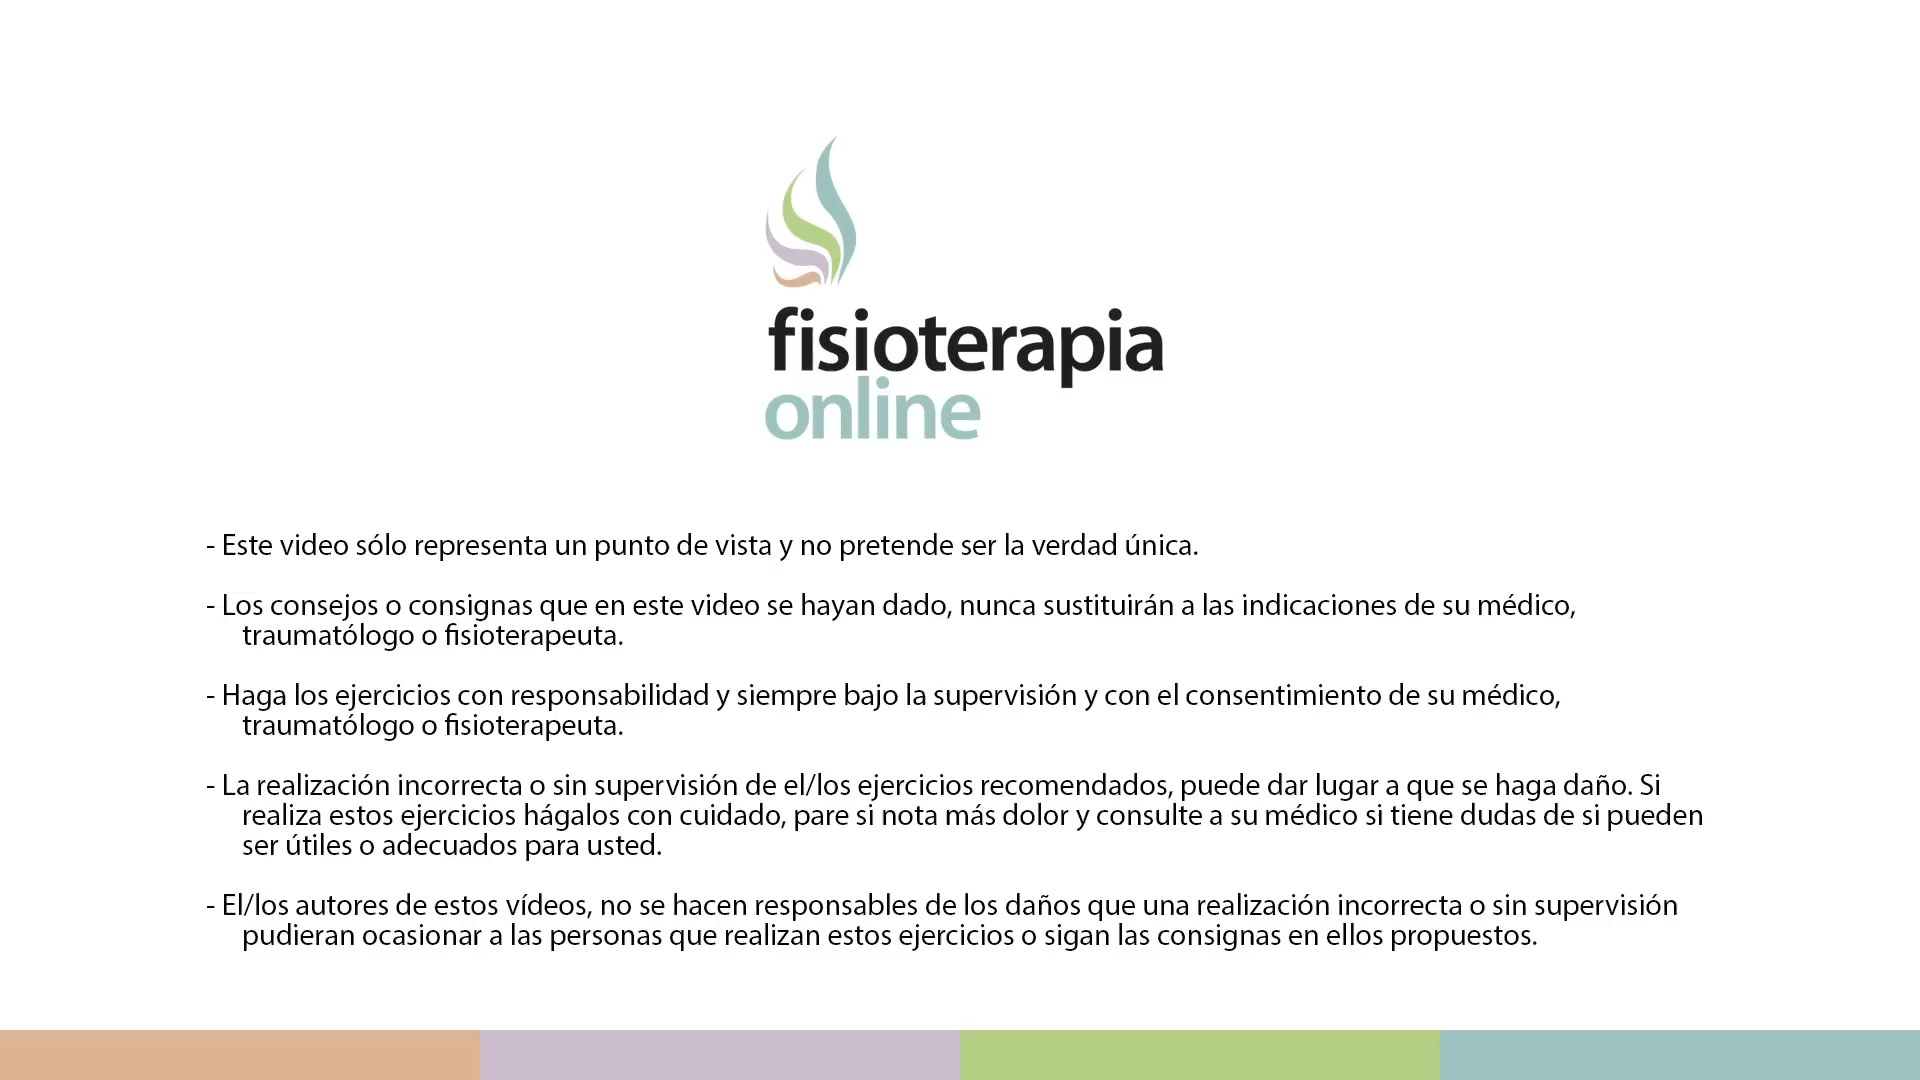 fisioterapia
online
- Este video sólo representa un punto de vista y no pretende ser la verdad única.
- Los consejos o consignas que en este video se hayan dado, nunca sustituirán a las indicaciones de su médico,
traumatólogo o fisioterapeuta.
- Haga los ejercicios con responsabilidad y siempre bajo la supervisión y con el consentimiento de su médico,
traumatólogo o fisioterapeuta.
- La realización incorrecta o sin supervisión de el/los ejercicios recomendados, puede dar lugar a que se haga daño. Si
realiza estos ejercicios hágalos con cuidado, pare si nota más dolor y consulte a su médico si tiene dudas de si pueden
ser útiles o adecuados para usted.
- El/los autores de estos vídeos, no se hacen responsables de los daños que una realización incorrecta o sin supervisión
pudieran ocasionar a las personas que realizan estos ejercicios o sigan las consignas en ellos propuestos.